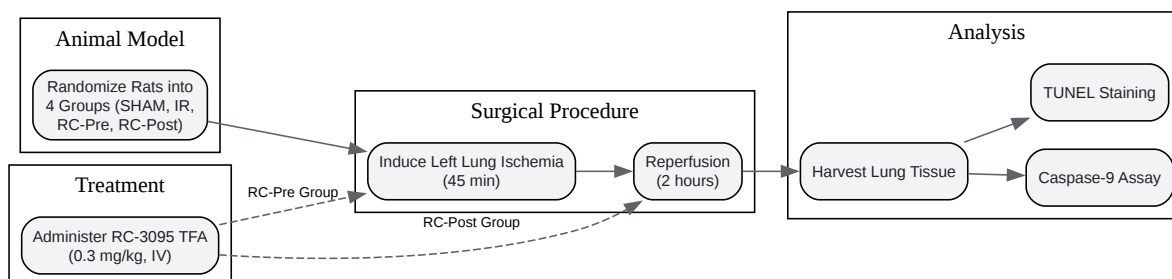 Animal Model
Randomize Rats into
4 Groups (SHAM, IR,
RC-Pre, RC-Post)
Treatment
Administer RC-3095 TFA
(0.3 mg/kg, IV)
RC-Pre Group
RC-Post Group
Surgical Procedure
Induce Left Lung Ischemia
(45 min)
Reperfusion
(2 hours)
Analysis
Harvest Lung Tissue
TUNEL Staining
Caspase-9 Assay